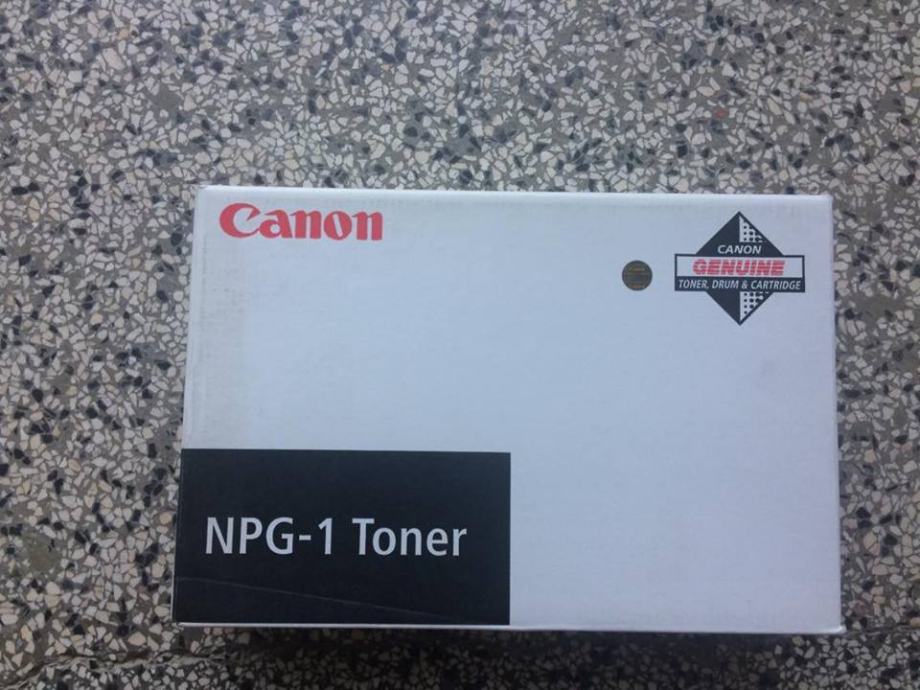 Canon
CANON
GENUINE
TONER, DRUM & CARTRIDGE
NPG-1 Toner